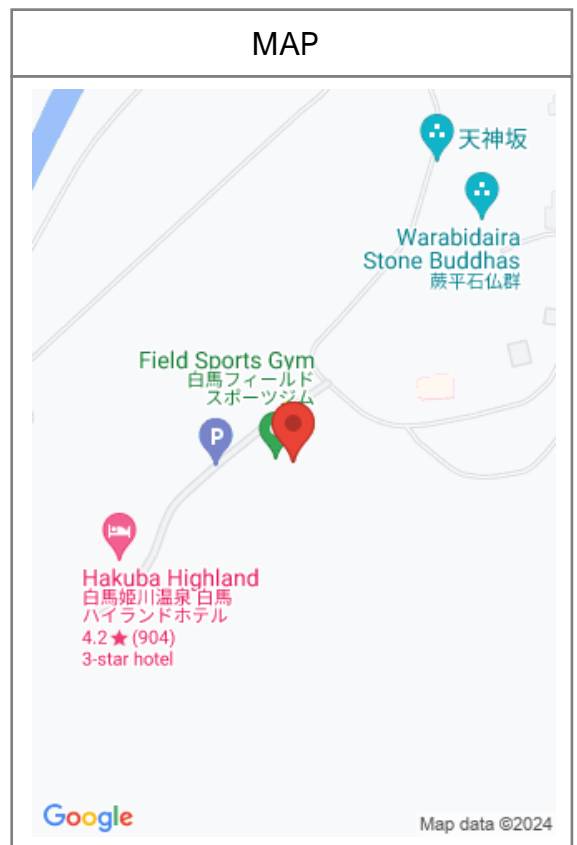 MAP
天神坂
Warabidaira
Stone Buddhas
蕨平石仏群
Field Sports Gym
白馬フィールド
スポーツジム
P
Hakuba Highland
白馬姫川温泉 白馬
ハイランドホテル
4.2★(904)
3-star hotel
Google
Map data ©2024